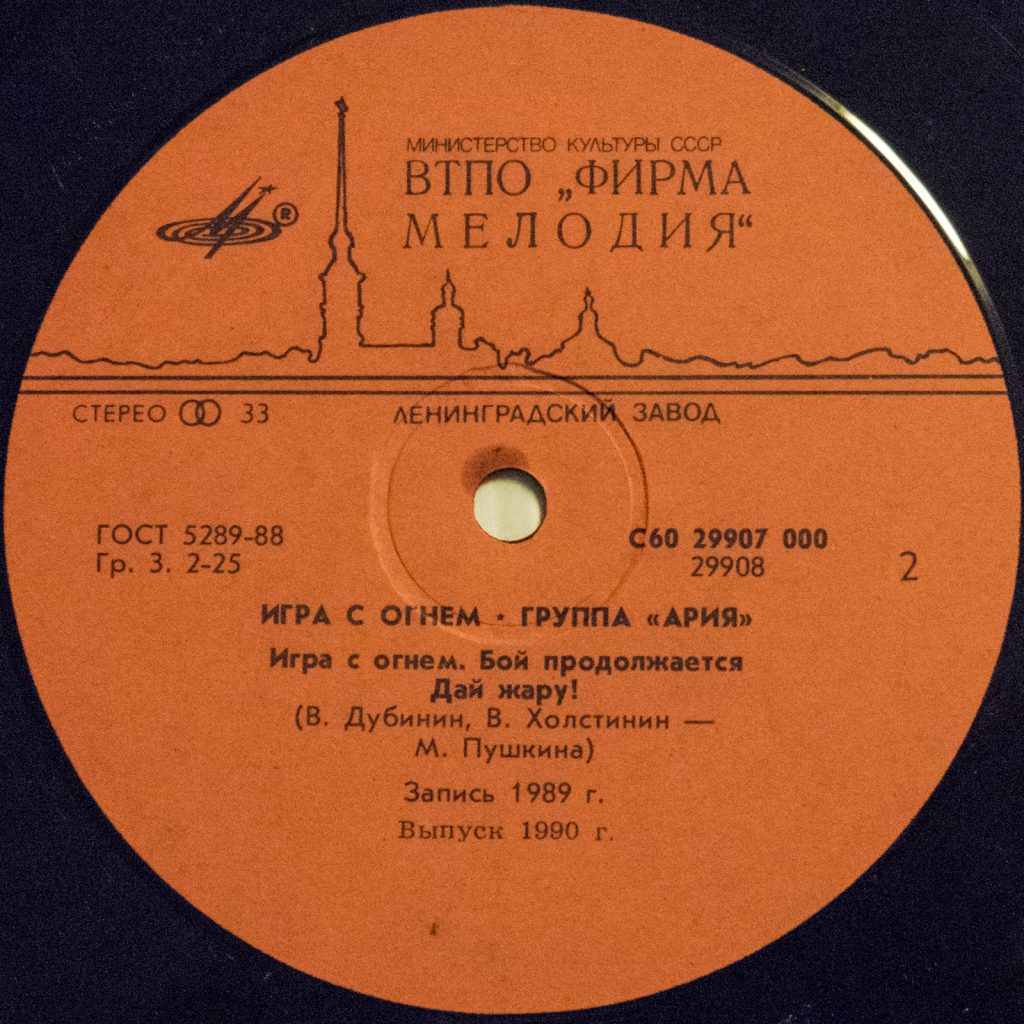 МИНИСТЕРСТВО КУЛЬТУРЫ СССР
ВТПО „ФИРМА
МЕЛОДИЯ“
®
СТЕРЕО 33
ЛЕНИНГРАДСКИЙ ЗАВОД
ГОСТ 5289-88
Гр. 3. 2-25
С60 29907 000
29908
2
ИГРА С ОГНЕМ · ГРУППА «АРИЯ»
Игра с огнем. Бой продолжается
Дай жару!
(В. Дубинин, В. Холстинин —
М. Пушкина)
Запись 1989 г.
Выпуск 1990 г.